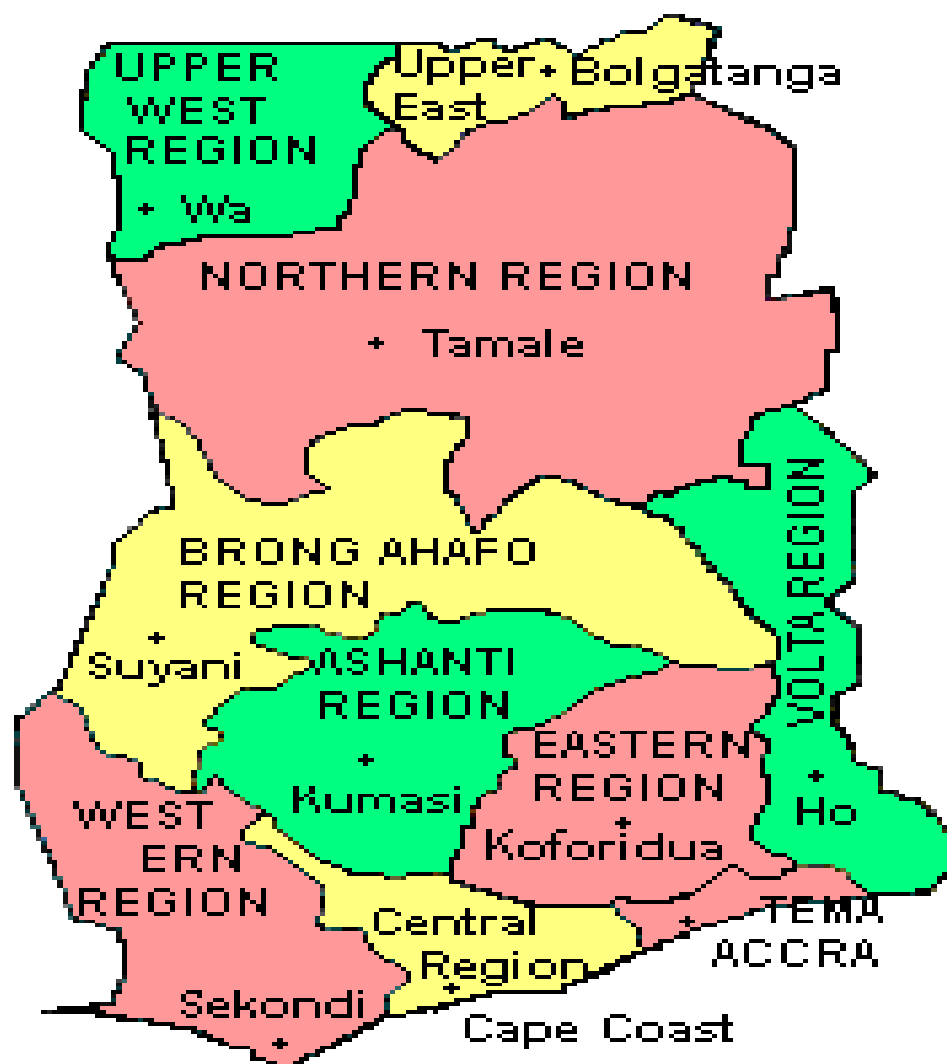 UPPER
WEST
REGION
Wa
Upper
East
Bolgatanga
NORTHERN REGION
Tamale
BRONG AHAFO
REGION
Suyani
ASHANTI
REGION
Kumasi
VOLTA REGION
Ho
EASTERN
REGION
Koforidua
WEST
ERN
REGION
Sekondi
Central
Region
Cape Coast
TEMA
ACCRA